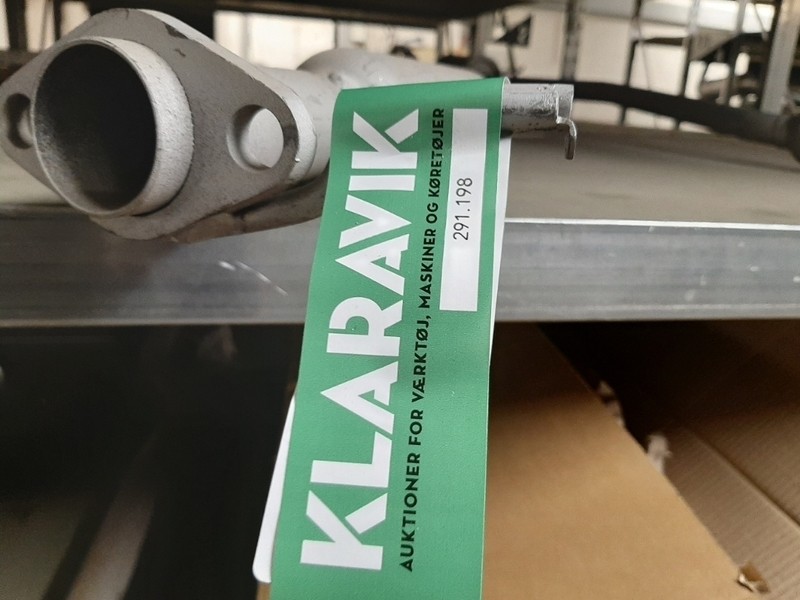 KLARAVIK
AUKTIONER FOR VÆRKTØJ, MASKINER OG KØRETØJER
291.198